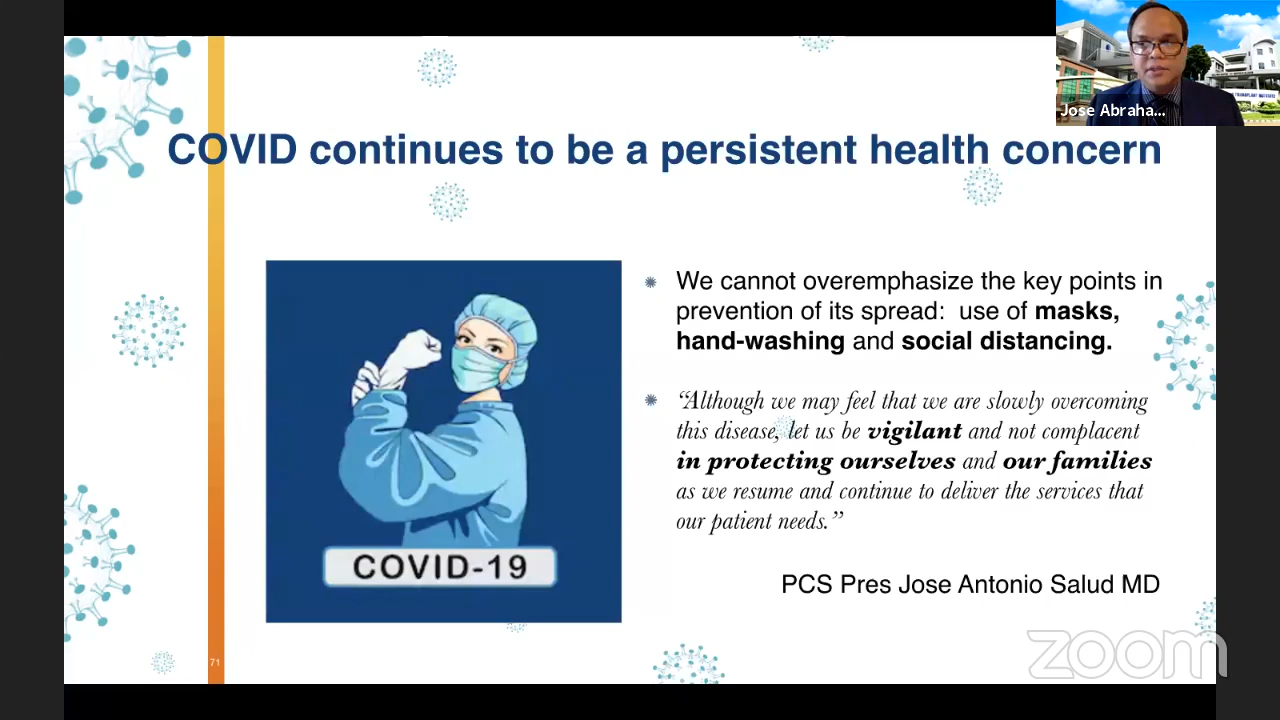 Jose Abraha...
COVID continues to be a persistent health concern
We cannot overemphasize the key points in
prevention of its spread:  use of masks,
hand-washing and social distancing.
“Although we may feel that we are slowly overcoming
this disease, let us be vigilant and not complacent
in protecting ourselves and our families
as we resume and continue to deliver the services that
our patient needs.”
COVID-19
PCS Pres Jose Antonio Salud MD
71
zoom